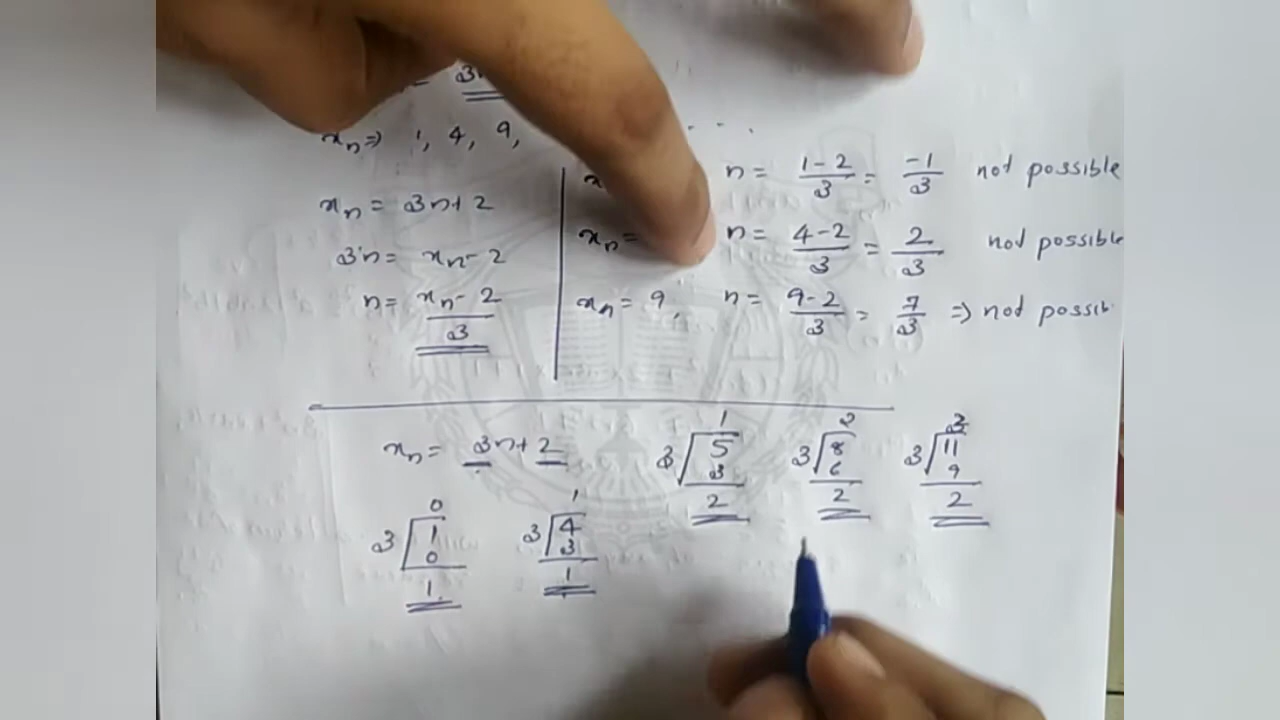 3
xₙ ⇒ 1, 4, 9, . . .
xₙ = 3n+2
3n = xₙ - 2
n = xₙ - 2 / 3
n = 1-2 / 3 = -1 / 3 not possible
xₙ = n = 4-2 / 3 = 2 / 3 not possible
xₙ = 9, n = 9-2 / 3 = 7 / 3 ⇒ not possib
xₙ = 3n+2
0
3 1
0
1
1
3 4
3
1
1
3 5
3
2
2
3 8
6
2
3
3 11
9
2